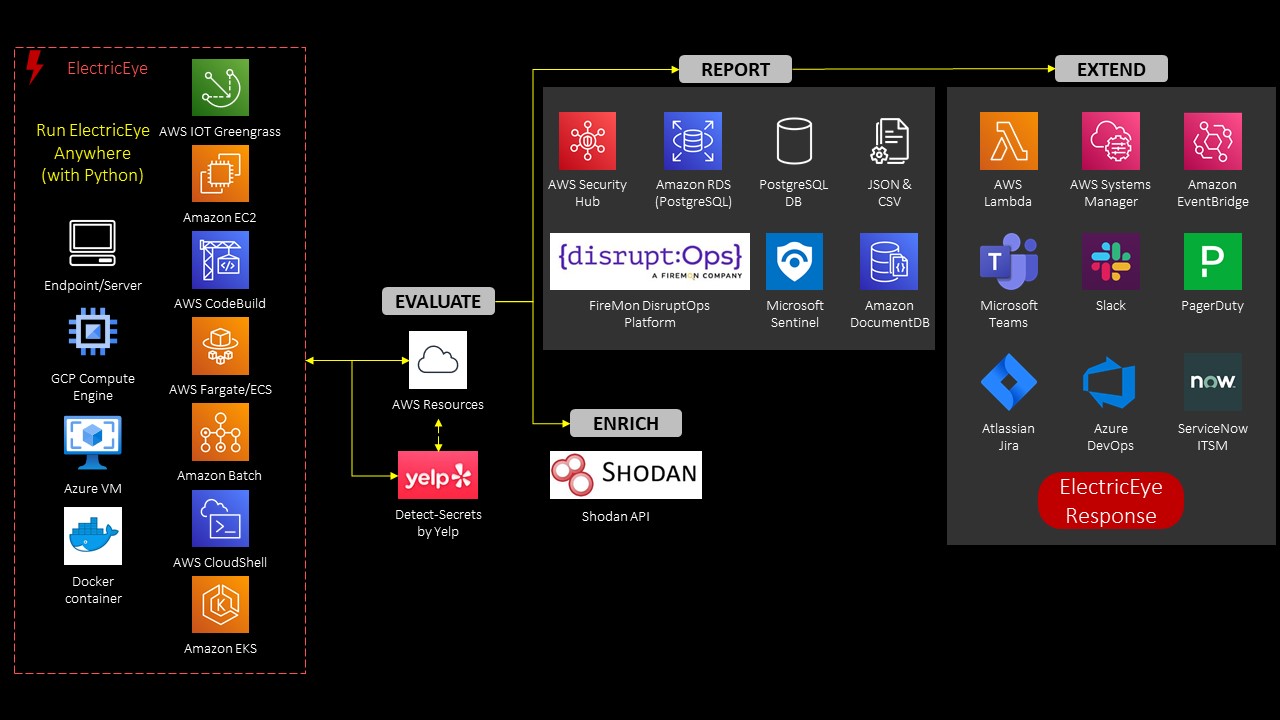 ElectricEye
Run ElectricEye
Anywhere
(with Python)
Endpoint/Server
GCP Compute
Engine
Azure VM
Docker
container
AWS IOT Greengrass
Amazon EC2
AWS CodeBuild
AWS Fargate/ECS
Amazon Batch
AWS CloudShell
K
Amazon EKS
EVALUATE
AWS Resources
yelp
Detect-Secrets
by Yelp
REPORT
AWS Security
Hub
Amazon RDS
(PostgreSQL)
PostgreSQL
DB
JSON &
CSV
{disrupt:Ops}
A FIREMON COMPANY
FireMon DisruptOps
Platform
Microsoft
Sentinel
Amazon
DocumentDB
ENRICH
SHODAN
Shodan API
EXTEND
AWS
Lambda
AWS Systems
Manager
Amazon
EventBridge
T
Microsoft
Teams
Slack
P
PagerDuty
Atlassian
Jira
Azure
DevOps
now
ServiceNow
ITSM
ElectricEye
Response